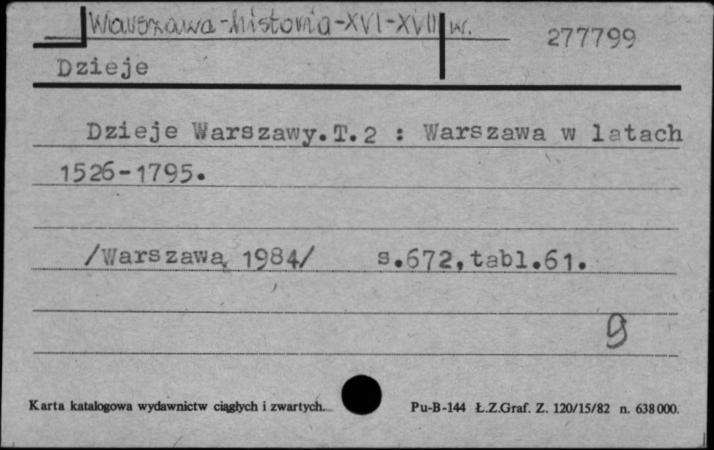 Warszawa-historia-XVI-XVII w. 277799
Dzieje
Dzieje Warszawy.T.2 : Warszawa w latach
1526-1795.
/Warszawa 1984/ s.672,tabl.61.
9
Karta katalogowa wydawnictw ciągłych i zwartych. Pu-B-144 Ł.Z.Graf. Z. 120/15/82 n. 638000.